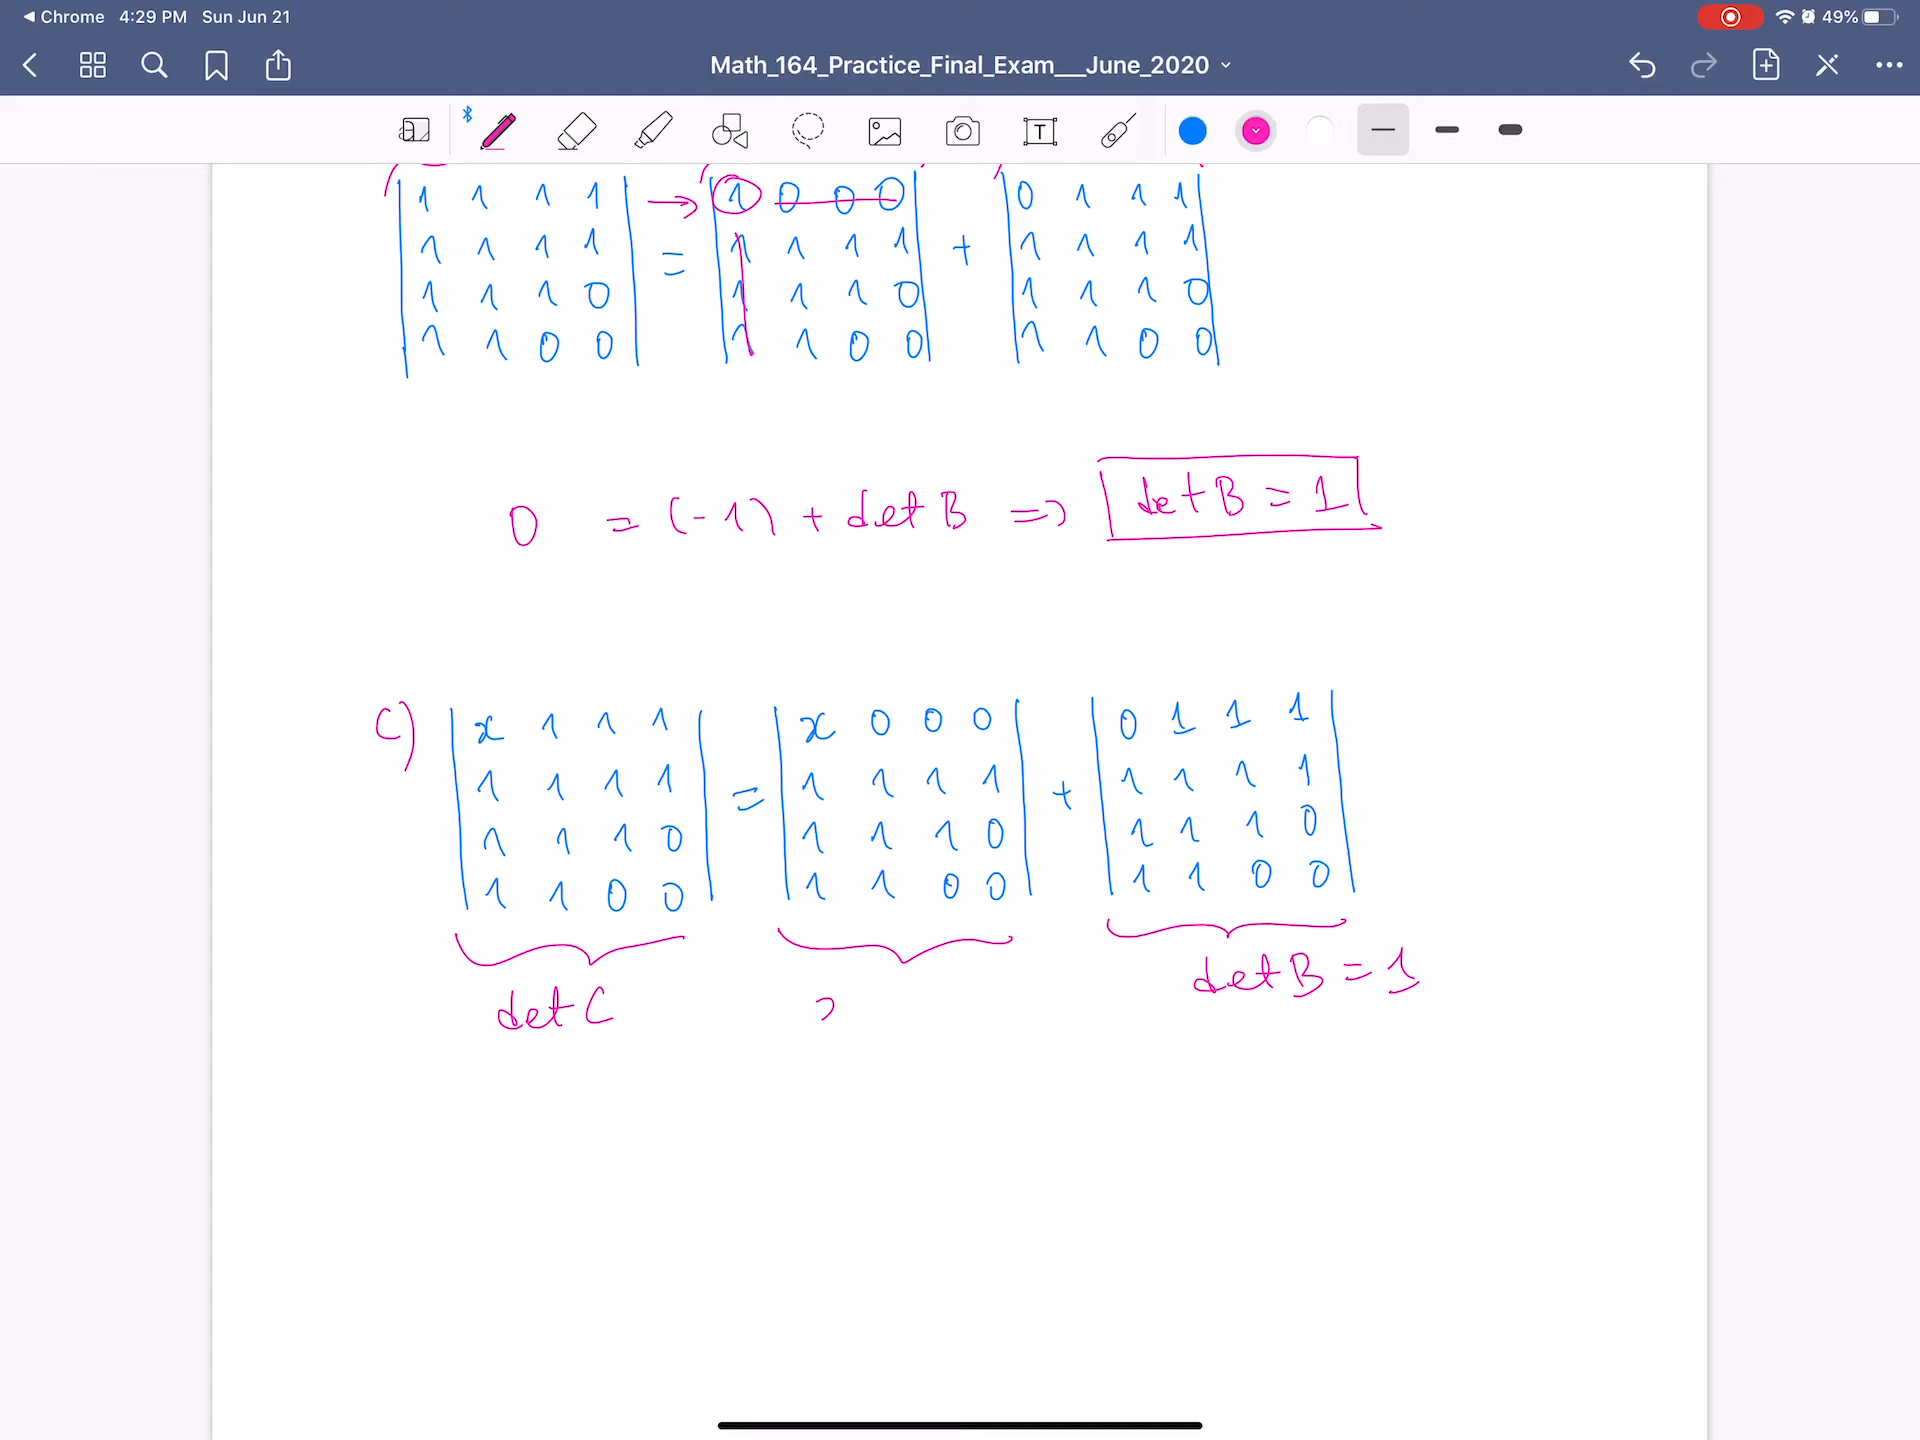 Chrome 4:29 PM Sun Jun 21 49%
Math_164_Practice_Final_Exam___June_2020
| 1 1 1 1 | → | 1 0 0 0 | | 0 1 1 1 |
| 1 1 1 1 | = | 1 1 1 1 | + | 1 1 1 1 |
| 1 1 1 0 | | 1 1 1 0 | | 1 1 1 0 |
| 1 1 0 0 | | 1 1 0 0 | | 1 1 0 0 |
0 = (-1) + det B => det B = 1
C) | x 1 1 1 | | x 0 0 0 | | 0 1 1 1 |
| 1 1 1 1 | = | 1 1 1 1 | + | 1 1 1 1 |
| 1 1 1 0 | | 1 1 1 0 | | 1 1 1 0 |
| 1 1 0 0 | | 1 1 0 0 | | 1 1 0 0 |
det C det B = 1